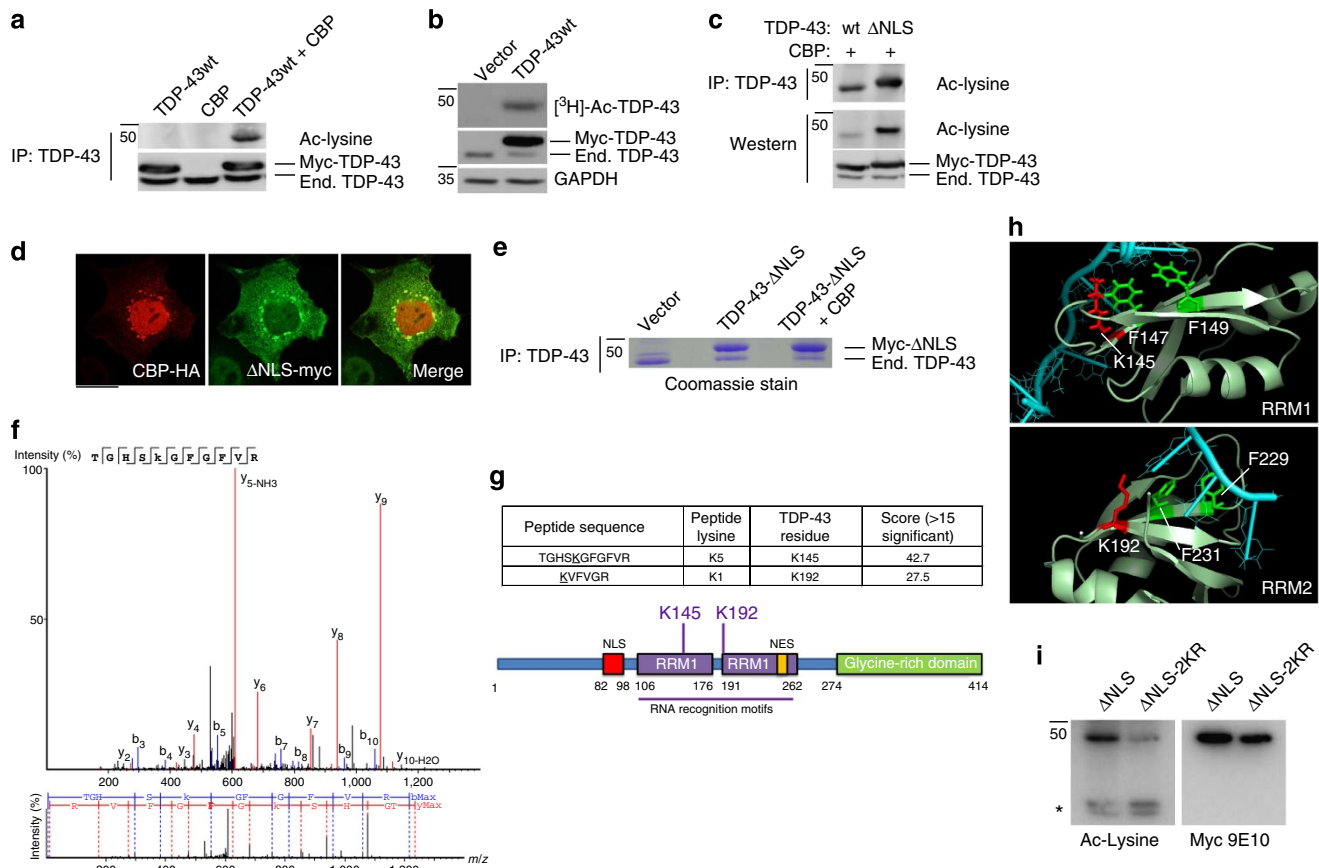 a
TDP-43wt
CBP
TDP-43wt + CBP
50
IP: TDP-43
Ac-lysine
Myc-TDP-43
End. TDP-43
b
Vector
TDP-43wt
50
[³H]-Ac-TDP-43
Myc-TDP-43
End. TDP-43
35
GAPDH
c
TDP-43: wt ΔNLS
CBP: + +
IP: TDP-43
50
Ac-lysine
Western
50
Ac-lysine
Myc-TDP-43
End. TDP-43
d
CBP-HA
ΔNLS-myc
Merge
e
Vector
TDP-43-ΔNLS
TDP-43-ΔNLS + CBP
IP: TDP-43
50
Myc-ΔNLS
End. TDP-43
Coomassie stain
f
Intensity (%)
T G H S k G F G F V R
100
50
y5-NH3
y9
y8
y6
y7
y4
b5
b3
y2
b4
y3
b7
b8
b9
b10
y10-H2O
200 400 600 800 1,000 1,200
TGH S k GF G F V R bMax
R V F G F G k S H GT yMax
Intensity (%)
m/z
g
Peptide sequence Peptide lysine TDP-43 residue Score (>15 significant)
TGHSKGFGFVR K5 K145 42.7
KVFVGR K1 K192 27.5
K145 K192
NLS
NES
RRM1
RRM1
Glycine-rich domain
1 82 98 106 176 191 262 274 414
RNA recognition motifs
h
F147
F149
K145
RRM1
F229
K192
F231
RRM2
i
ΔNLS
ΔNLS-2KR
ΔNLS
ΔNLS-2KR
50
*
Ac-Lysine
Myc 9E10